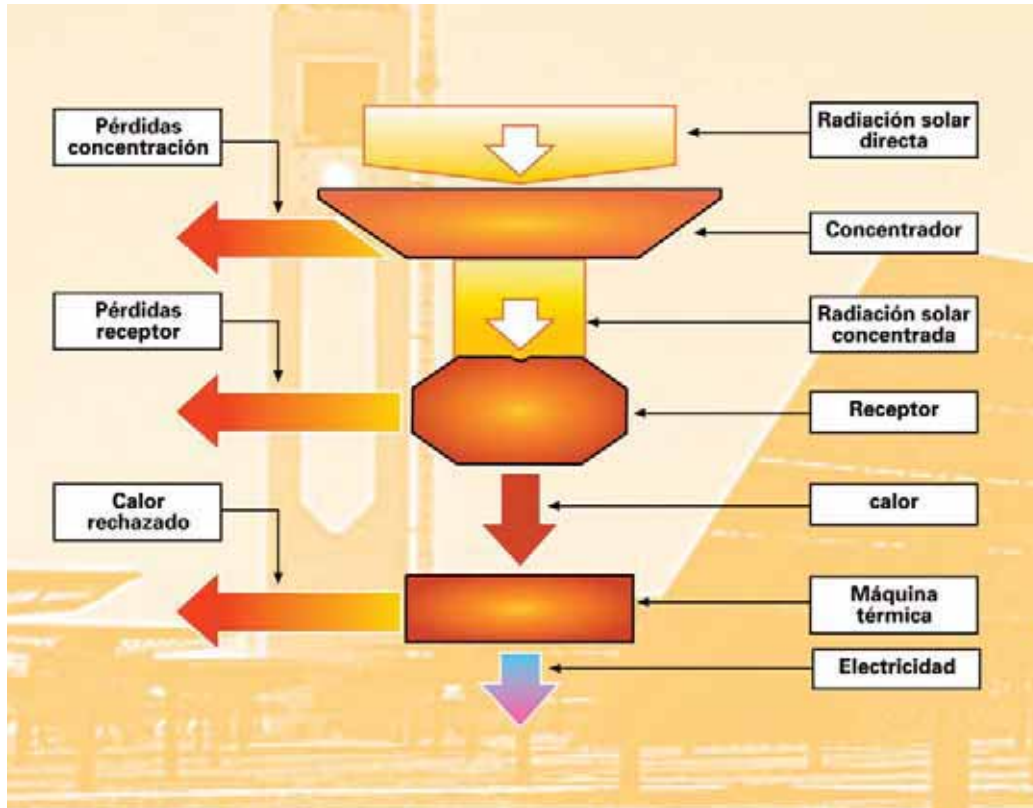 Pérdidas
concentración
Radiación solar
directa
Concentrador
Pérdidas
receptor
Radiación solar
concentrada
Receptor
Calor
rechazado
calor
Máquina
térmica
Electricidad